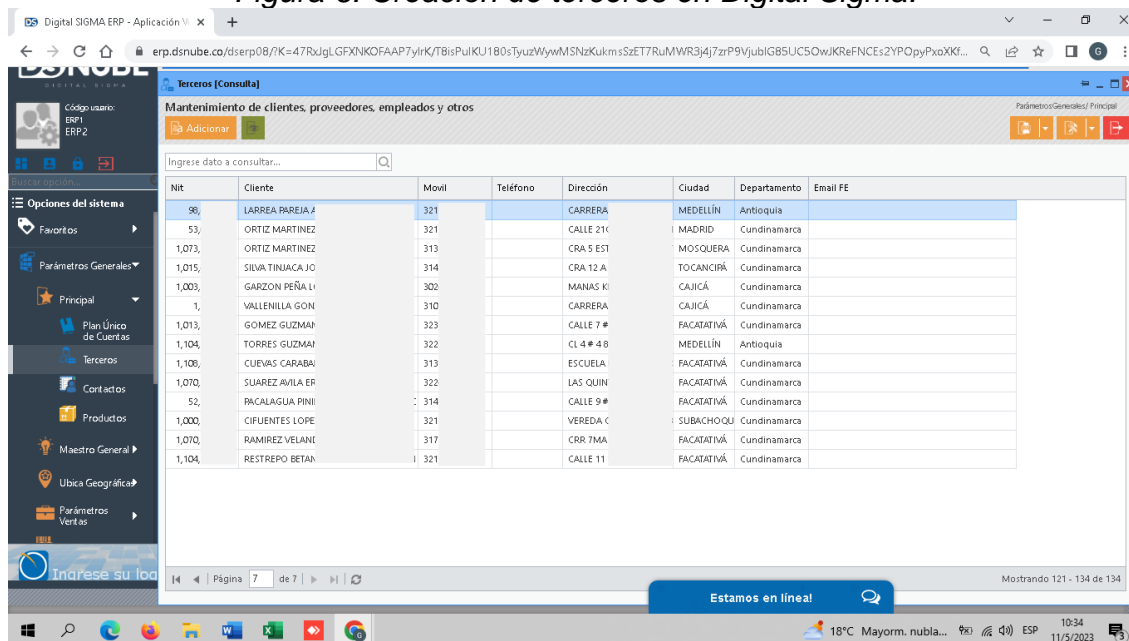 Figura 8. Creación de terceros en Digital Sigma.
Digital SIGMA ERP - Aplicación
erp.dsnube.co/dserp08/?K=47RxJgLGFXNKOFAAP7ylrK/T8isPulKU180sTyuzWywMSNzKukmsSzET7RuMWR3j4j7zrP9VjublG85UC5OwJKReFNCEs2YPOpyPxoXKf...
G
DSNUBE
DIGITAL SIGMA
Terceros [Consulta]
Código usuario:
ERP1
ERP2
Mantenimiento de clientes, proveedores, empleados y otros
ParámetrosGenerales/ Principal
Adicionar
Ingrese dato a consultar...
Buscar opción...
Nit Cliente Movil Teléfono Dirección Ciudad Departamento Email FE
98, LARREA PAREJA A 321 CARRERA MEDELLÍN Antioquia
53, ORTIZ MARTINEZ 321 CALLE 210 MADRID Cundinamarca
1,073, ORTIZ MARTINEZ 313 CRA 5 EST MOSQUERA Cundinamarca
1,015, SILVA TINJACA JO 314 CRA 12 A TOCANCIPÁ Cundinamarca
1,003, GARZON PEÑA L 302 MANAS K CAJICÁ Cundinamarca
1, VALLENILLA GON 310 CARRERA CAJICÁ Cundinamarca
1,013, GOMEZ GUZMAN 323 CALLE 7 # FACATATIVÁ Cundinamarca
1,104, TORRES GUZMAN 322 CL 4 # 48 MEDELLÍN Antioquia
1,108, CUEVAS CARABA 313 ESCUELA FACATATIVÁ Cundinamarca
1,070, SUAREZ AVILA ER 322 LAS QUIN FACATATIVÁ Cundinamarca
52, PACALAGUA PINI 314 CALLE 9 # FACATATIVÁ Cundinamarca
1,000, CIFUENTES LOPE 321 VEREDA SUBACHOQU Cundinamarca
1,070, RAMIREZ VELAND 317 CRR 7MA FACATATIVÁ Cundinamarca
1,104, RESTREPO BETAN 321 CALLE 11 FACATATIVÁ Cundinamarca
Opciones del sistema
Favoritos
Parámetros Generales
Principal
Plan Único
de Cuentas
Terceros
Contactos
Productos
Maestro General
Ubica Geográficas
Parámetros
Ventas
Ingrese su log
Página 7 de 7
Mostrando 121 - 134 de 134
Estamos en línea!
18°C Mayorm. nubla...
ESP
10:34
11/5/2023
3